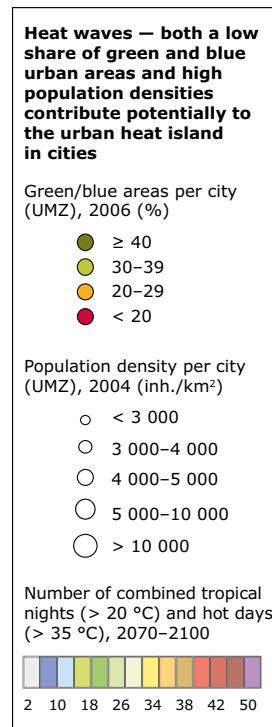 Heat waves — both a low
share of green and blue
urban areas and high
population densities
contribute potentially to
the urban heat island
in cities
Green/blue areas per city
(UMZ), 2006 (%)
≥ 40
30–39
20–29
< 20
Population density per city
(UMZ), 2004 (inh./km²)
< 3 000
3 000–4 000
4 000–5 000
5 000–10 000
> 10 000
Number of combined tropical
nights (> 20 °C) and hot days
(> 35 °C), 2070–2100
2 10 18 26 34 38 42 50